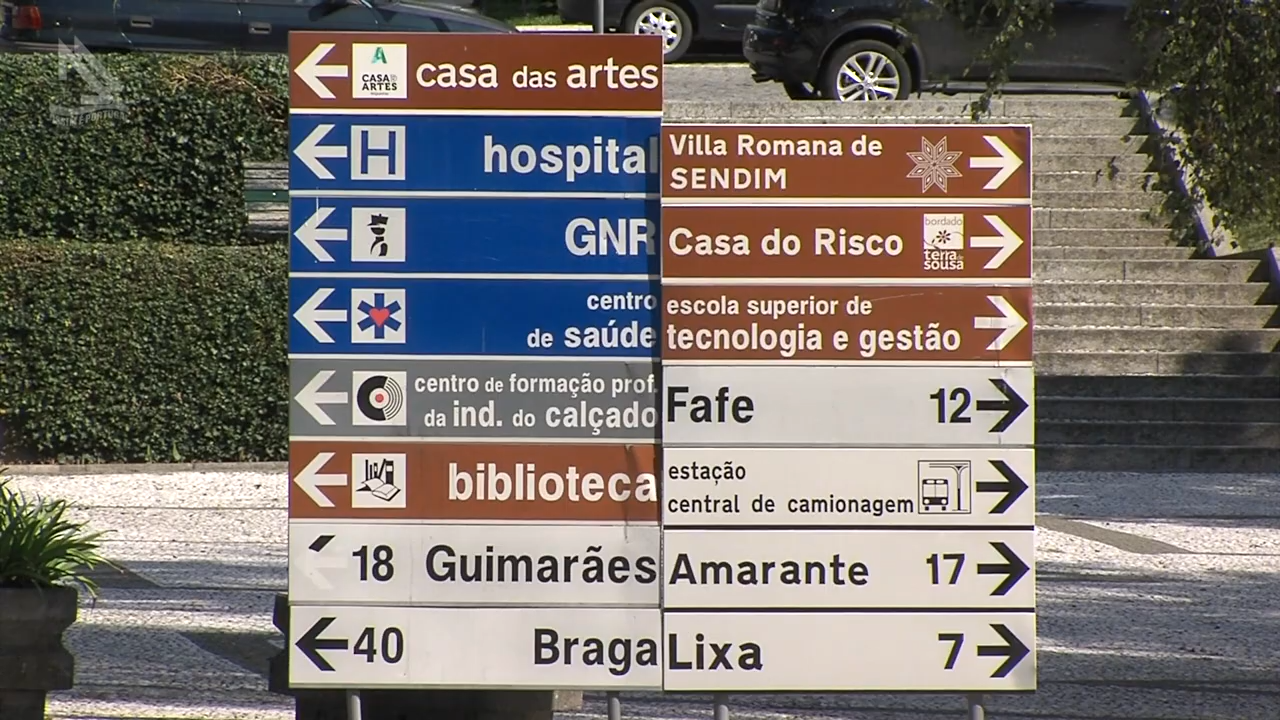 CASA DAS
ARTES
casa das artes
H
hospital
GNR
centro
de saúde
centro de formação prof.
da ind. do calçado
biblioteca
18 Guimarães
40 Braga
Villa Romana de
SENDIM
Casa do Risco
bordado
terra de
sousa
escola superior de
tecnologia e gestão
Fafe 12
estação
central de camionagem
Amarante 17
Lixa 7